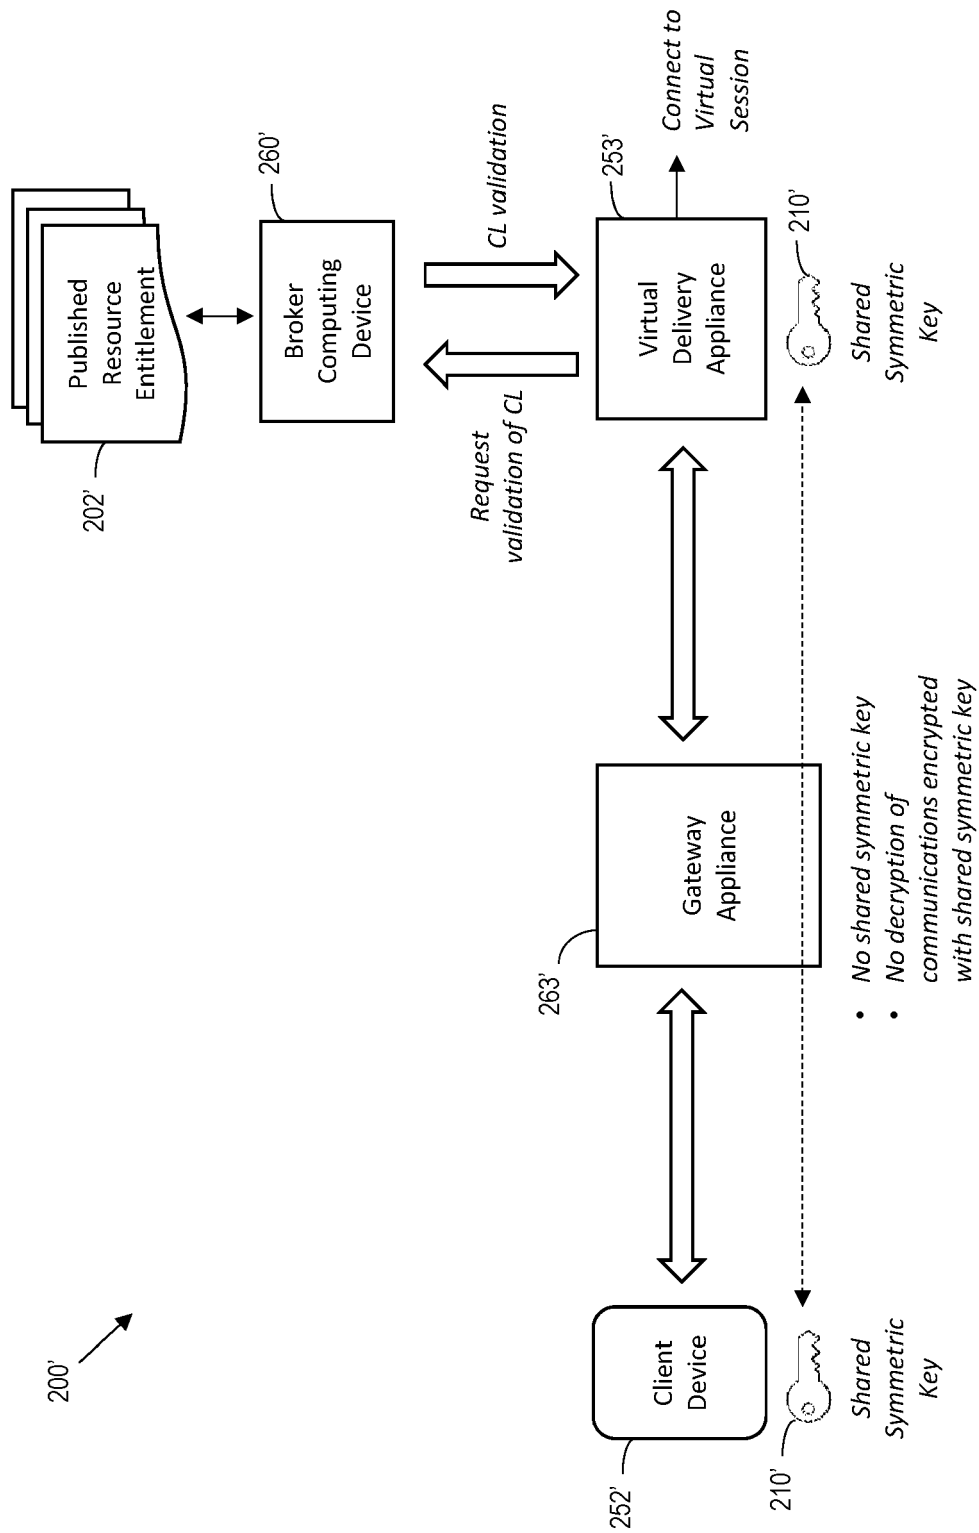 200’
202’
Published
Resource
Entitlement
260’
Broker
Computing
Device
Request
validation of CL
CL validation
252’
Client
Device
263’
Gateway
Appliance
253’
Virtual
Delivery
Appliance
Connect to
Virtual
Session
210’
Shared
Symmetric
Key
• No shared symmetric key
• No decryption of
communications encrypted
with shared symmetric key
210’
Shared
Symmetric
Key